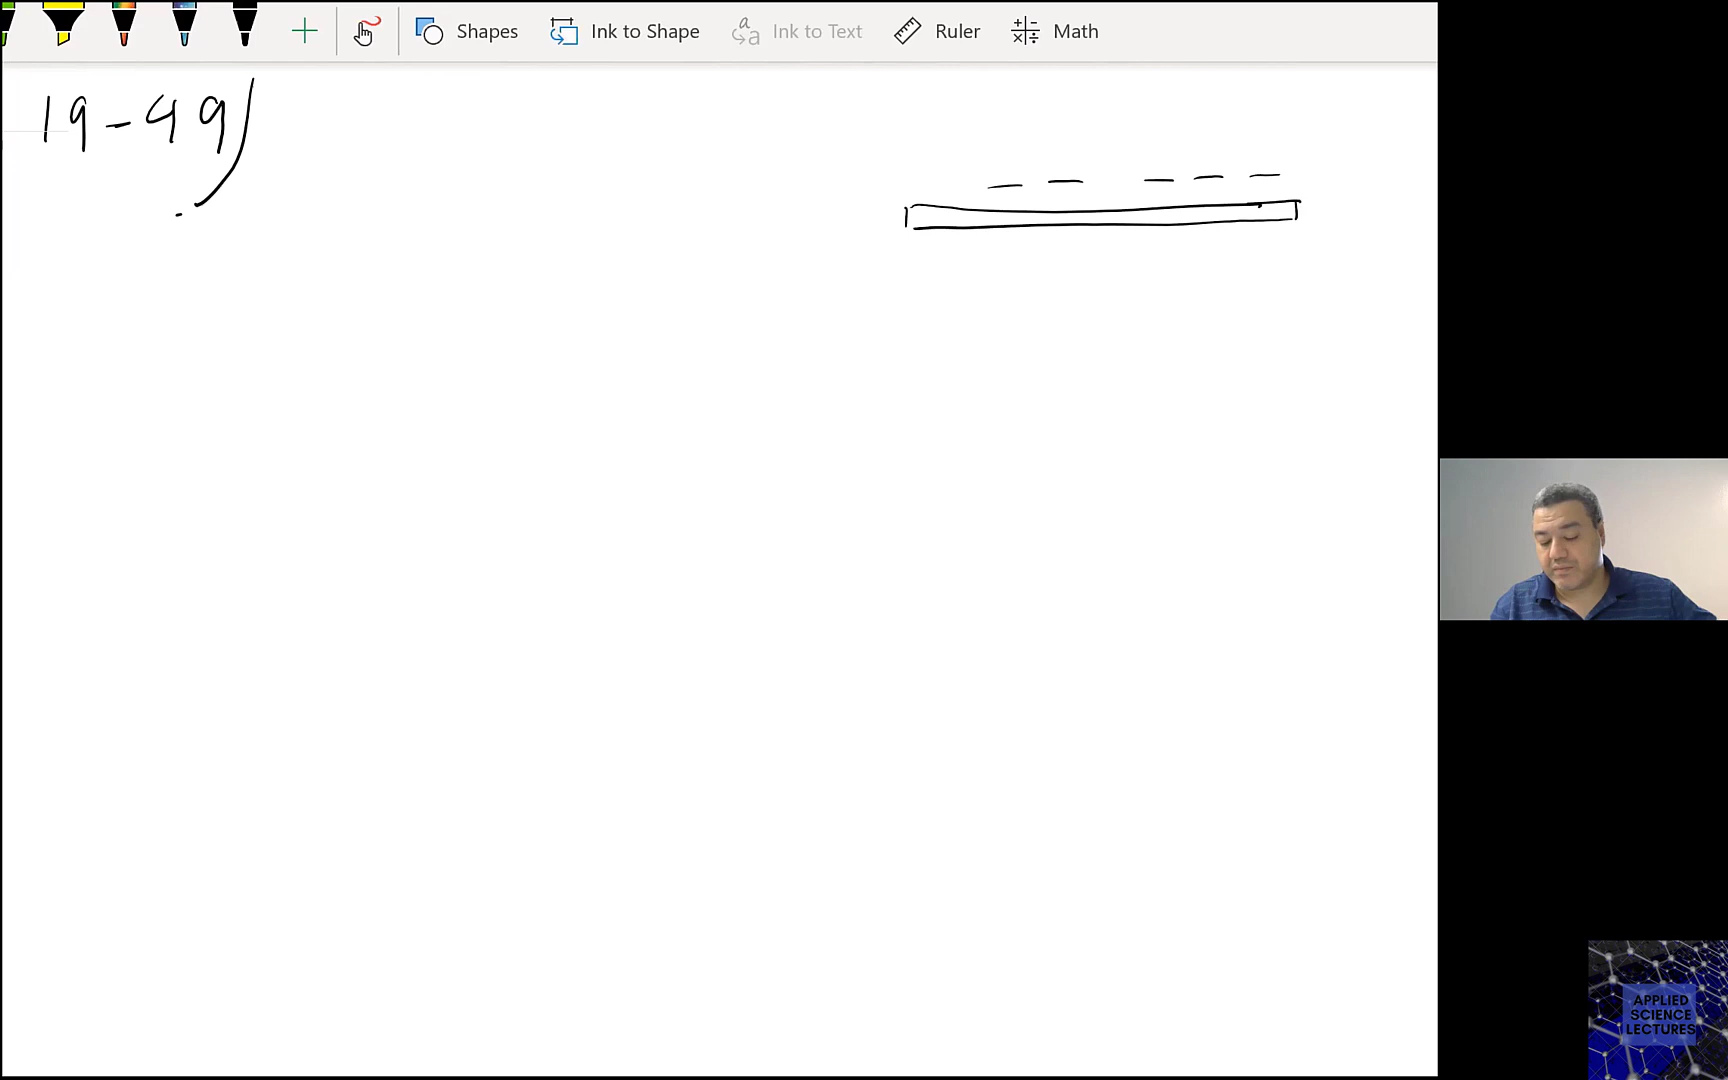 Shapes Ink to Shape Ink to Text Ruler Math
19-49)
APPLIED
SCIENCE
LECTURES